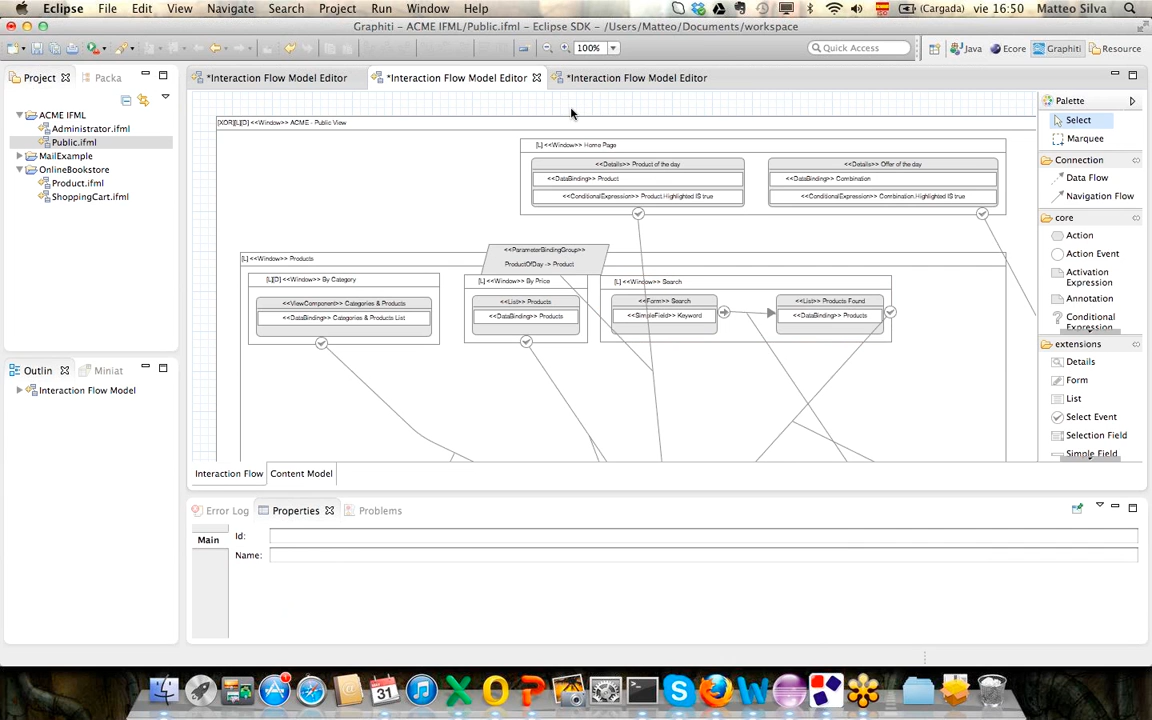 Eclipse File Edit View Navigate Search Project Run Window Help (Cargada) vie 16:50 Matteo Silva
Graphiti - ACME IFML/Public.ifml - Eclipse SDK - /Users/Matteo/Documents/workspace
100% Quick Access Java Ecore Graphiti Resource
Project Packa
*Interaction Flow Model Editor *Interaction Flow Model Editor *Interaction Flow Model Editor
ACME IFML
Administrator.ifml
Public.ifml
MailExample
OnlineBookstore
Product.ifml
ShoppingCart.ifml
Outlin Miniat
Interaction Flow Model
[XOR][L][D] <<Window>> ACME - Public View
[L] <<Window>> Home Page
<<Details>> Product of the day
<<DataBinding>> Product
<<ConditionalExpression>> Product.Highlighted IS true
<<Details>> Offer of the day
<<DataBinding>> Combination
<<ConditionalExpression>> Combination.Highlighted IS true
<<ParameterBindingGroup>>
ProductOfDay -> Product
[L] <<Window>> Products
[L][D] <<Window>> By Category
<<ViewComponent>> Categories & Products
<<DataBinding>> Categories & Products List
[L] <<Window>> By Price
<<List>> Products
<<DataBinding>> Products
[L] <<Window>> Search
<<Form>> Search
<<SimpleField>> Keyword
<<List>> Products Found
<<DataBinding>> Products
Palette
Select
Marquee
Connection
Data Flow
Navigation Flow
core
Action
Action Event
Activation
Expression
Annotation
Conditional
Expression
extensions
Details
Form
List
Select Event
Selection Field
Simple Field
Interaction Flow Content Model
Error Log Properties Problems
Main
Id:
Name:
31